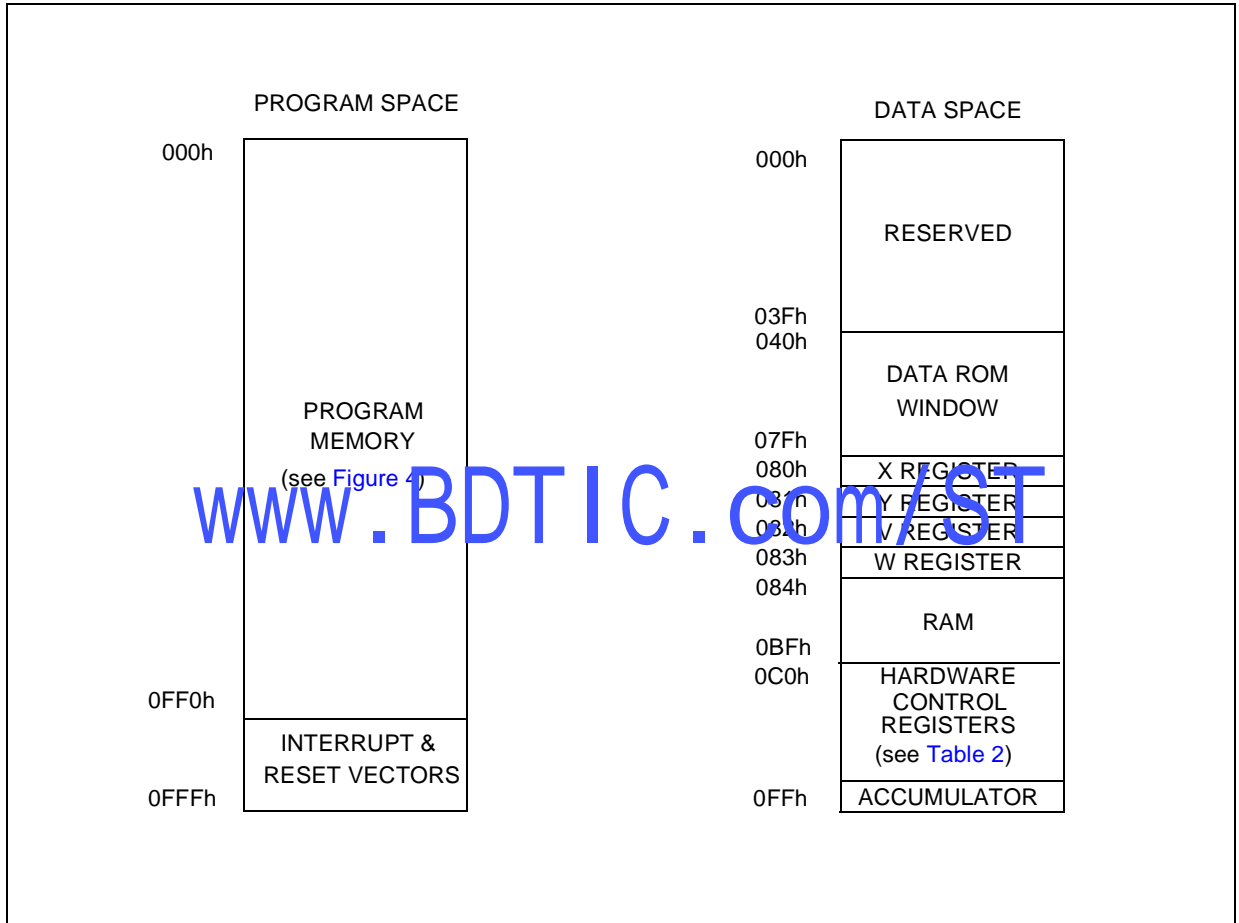 PROGRAM SPACE
000h
PROGRAM
MEMORY
(see Figure 4)
0FF0h
INTERRUPT &
RESET VECTORS
0FFFh
DATA SPACE
000h
RESERVED
03Fh
040h
DATA ROM
WINDOW
07Fh
080h X REGISTER
081h Y REGISTER
082h V REGISTER
083h W REGISTER
084h
RAM
0BFh
0C0h HARDWARE
CONTROL
REGISTERS
(see Table 2)
0FFh ACCUMULATOR
www.BDTIC.com/ST